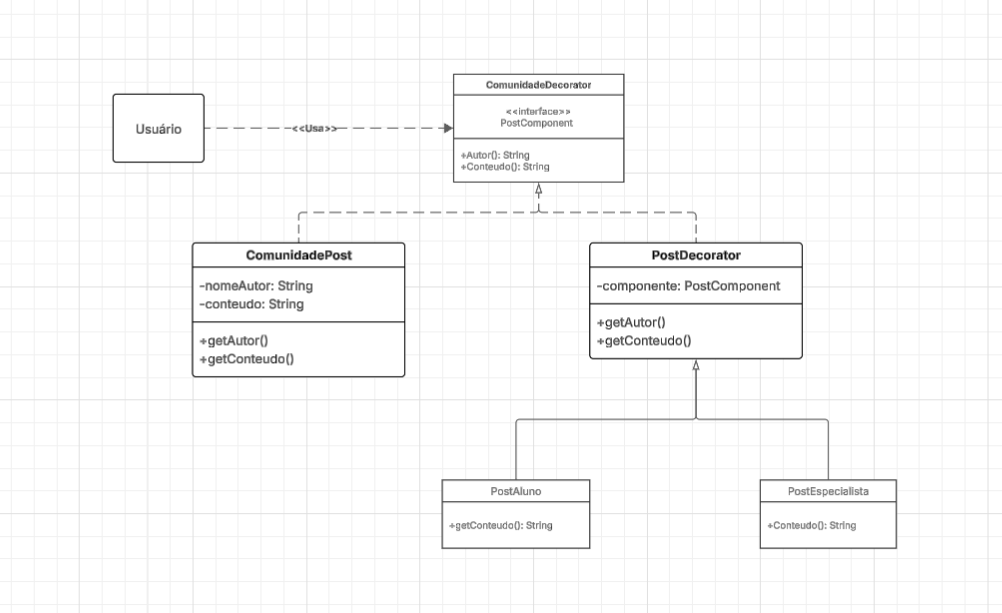 ComunidadeDecorator
<<interface>>
PostComponent
+Autor(): String
+Conteudo(): String
Usuário
<<Usa>>
ComunidadePost
-nomeAutor: String
-conteudo: String
+getAutor()
+getConteudo()
PostDecorator
-componente: PostComponent
+getAutor()
+getConteudo()
PostAluno
+getConteudo(): String
PostEspecialista
+Conteudo(): String